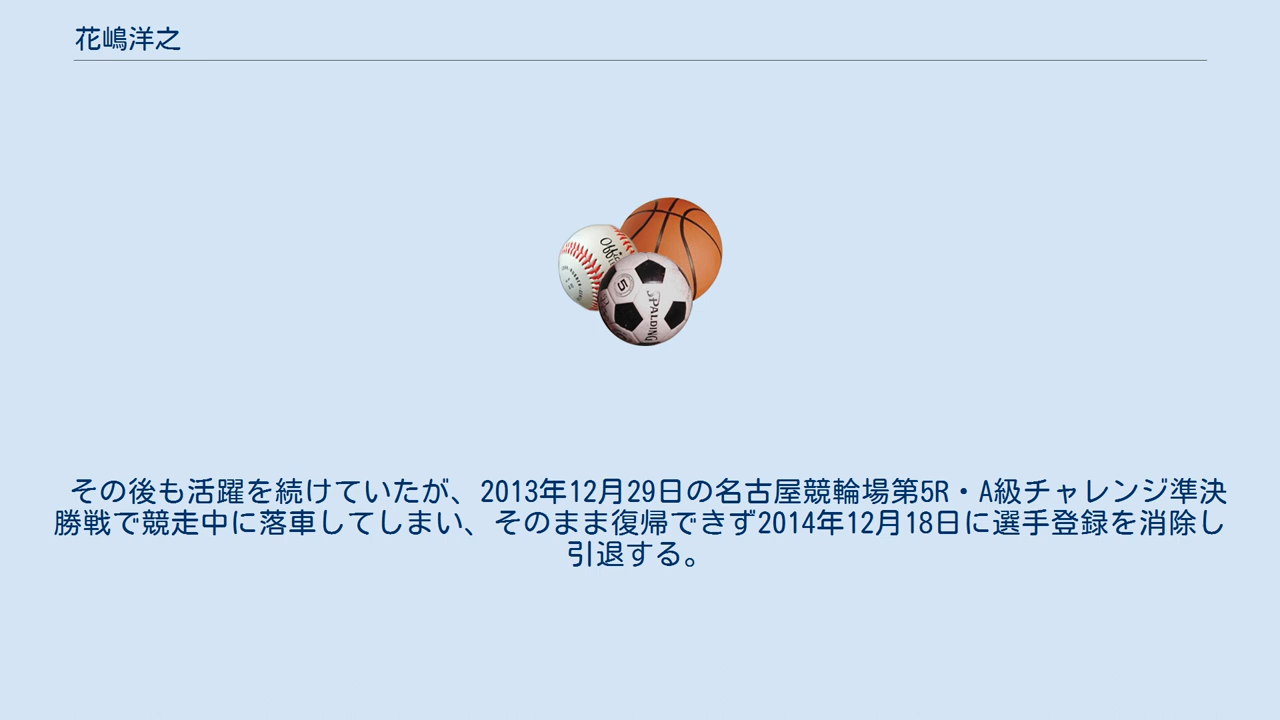 花嶋洋之
SPALDING
5
その後も活躍を続けていたが、2013年12月29日の名古屋競輪場第5R・A級チャレンジ準決
勝戦で競走中に落車してしまい、そのまま復帰できず2014年12月18日に選手登録を消除し
引退する。